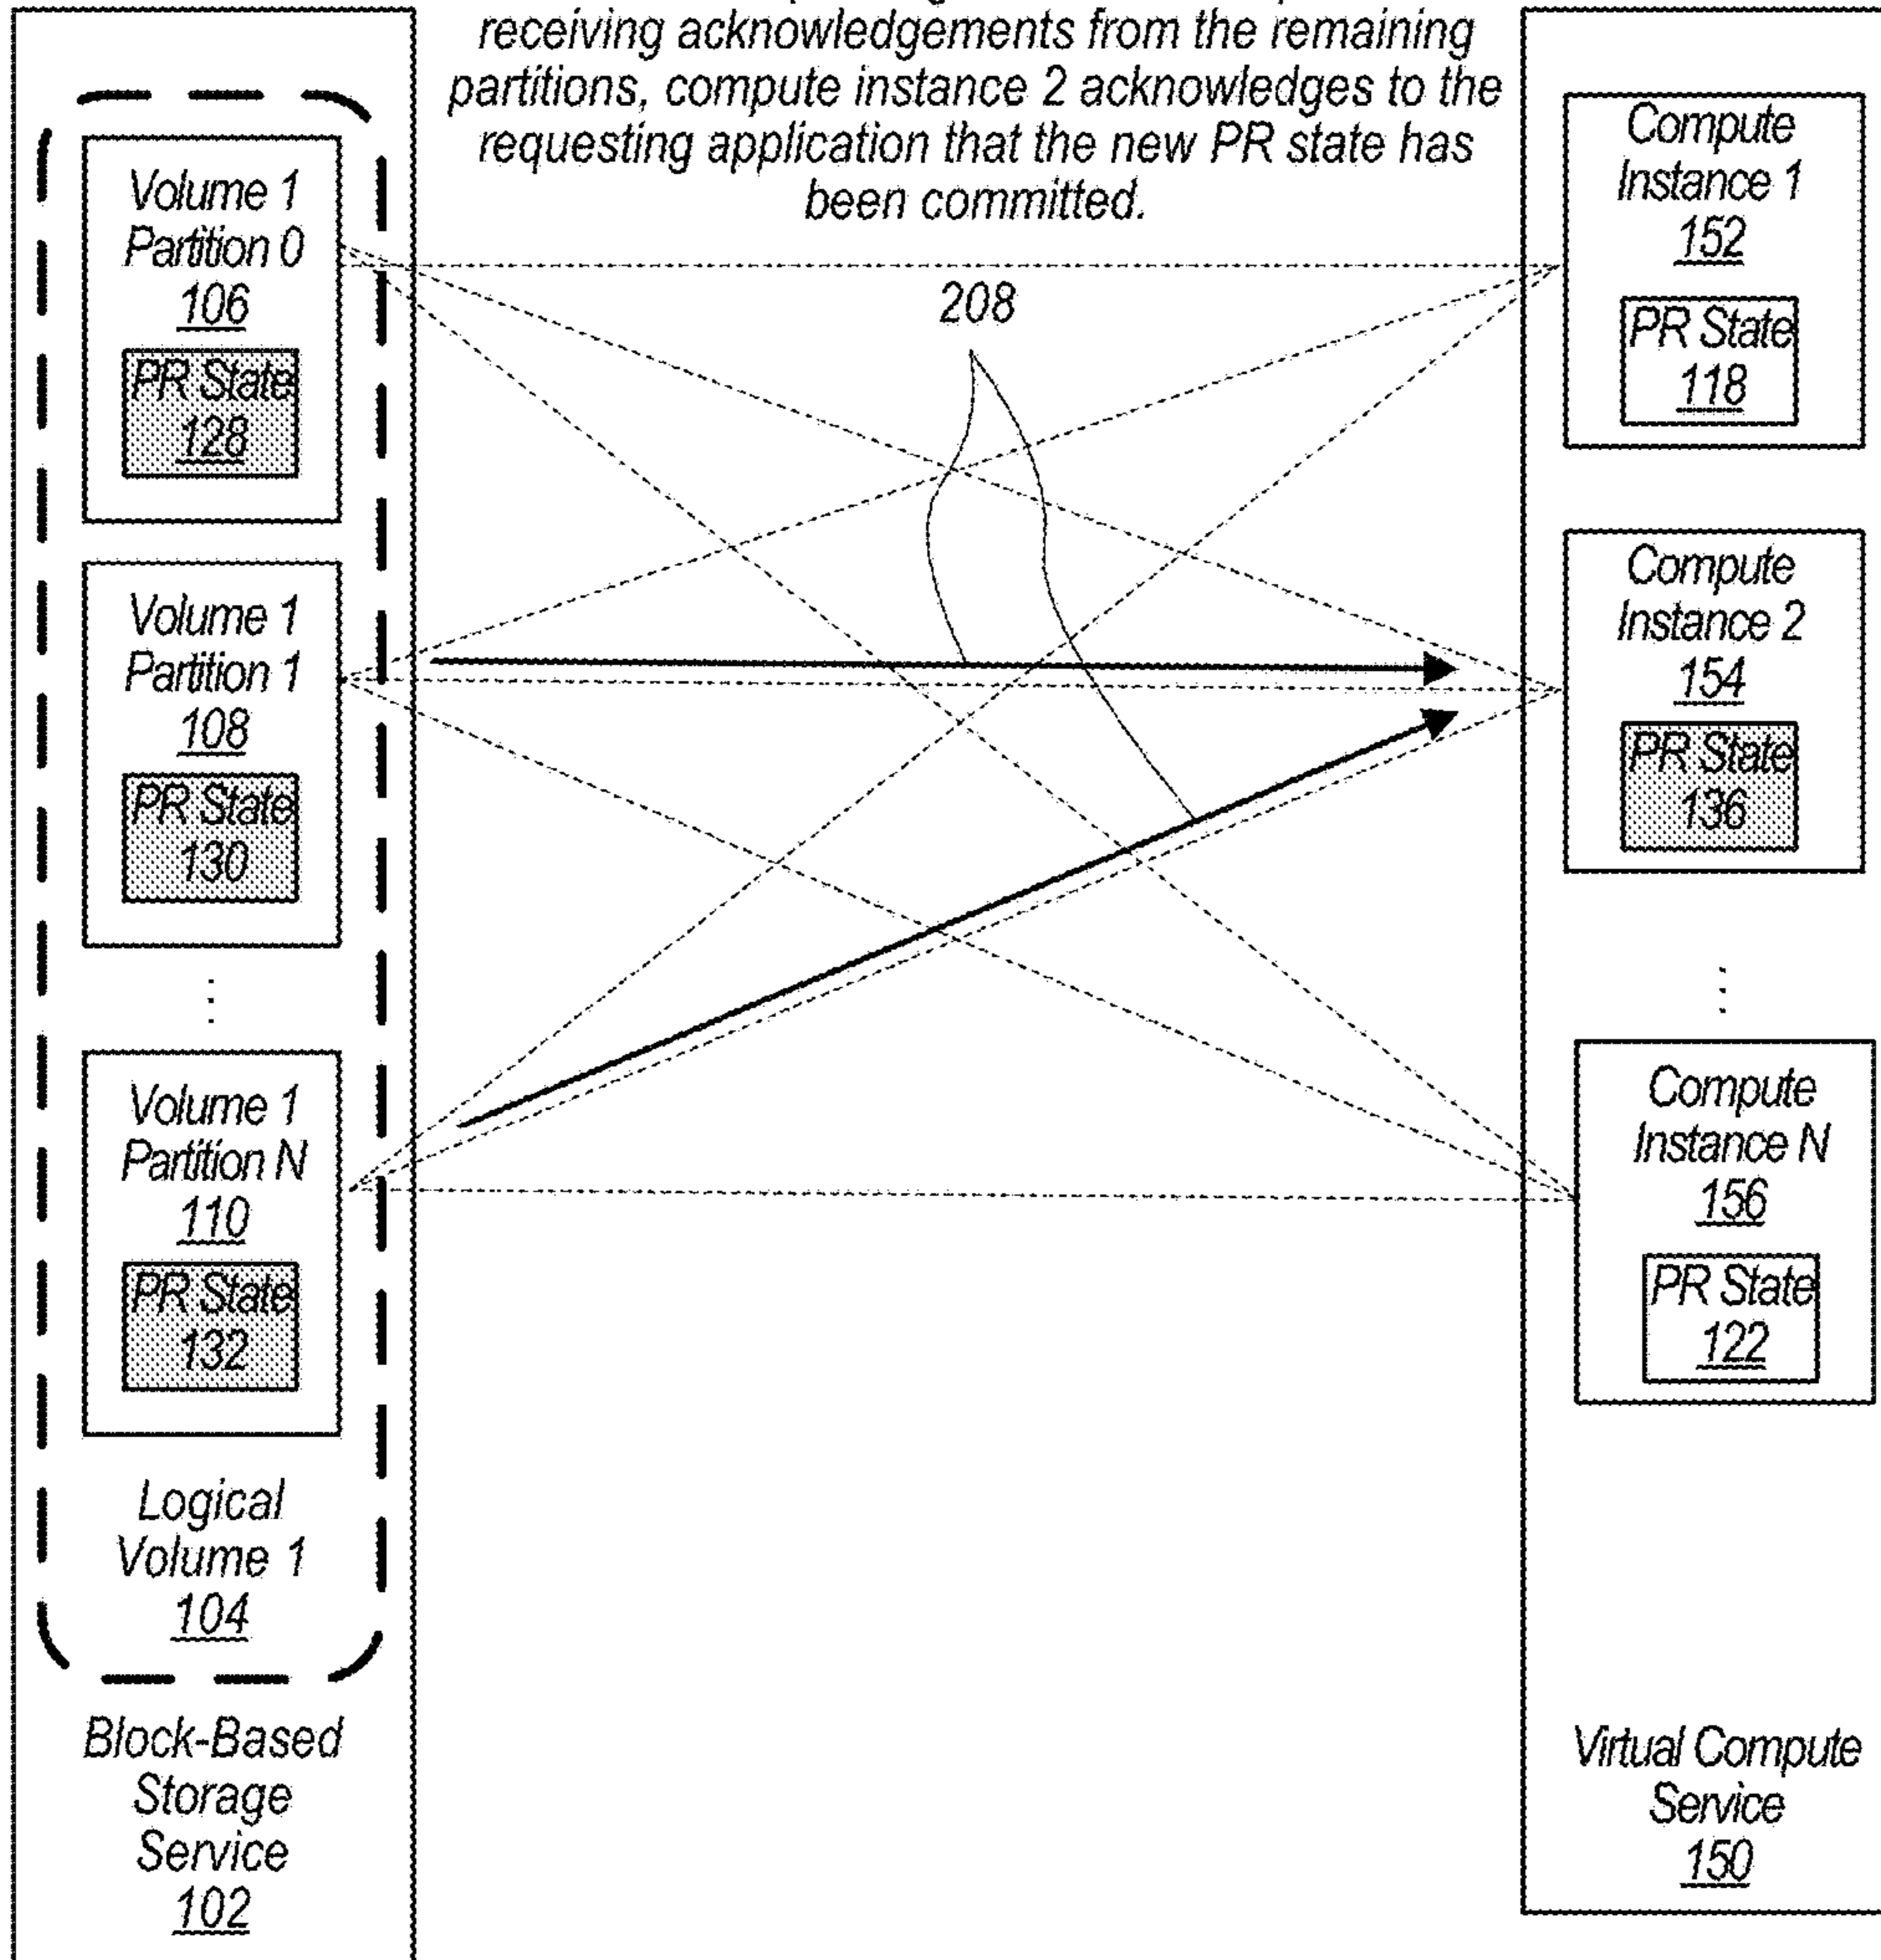 receiving acknowledgements from the remaining
partitions, compute instance 2 acknowledges to the
requesting application that the new PR state has
been committed.
208
Volume 1
Partition 0
106
PR State
128
Volume 1
Partition 1
108
PR State
130
⋮
Volume 1
Partition N
110
PR State
132
Logical
Volume 1
104
Block-Based
Storage
Service
102
Compute
Instance 1
152
PR State
118
Compute
Instance 2
154
PR State
136
⋮
Compute
Instance N
156
PR State
122
Virtual Compute
Service
150